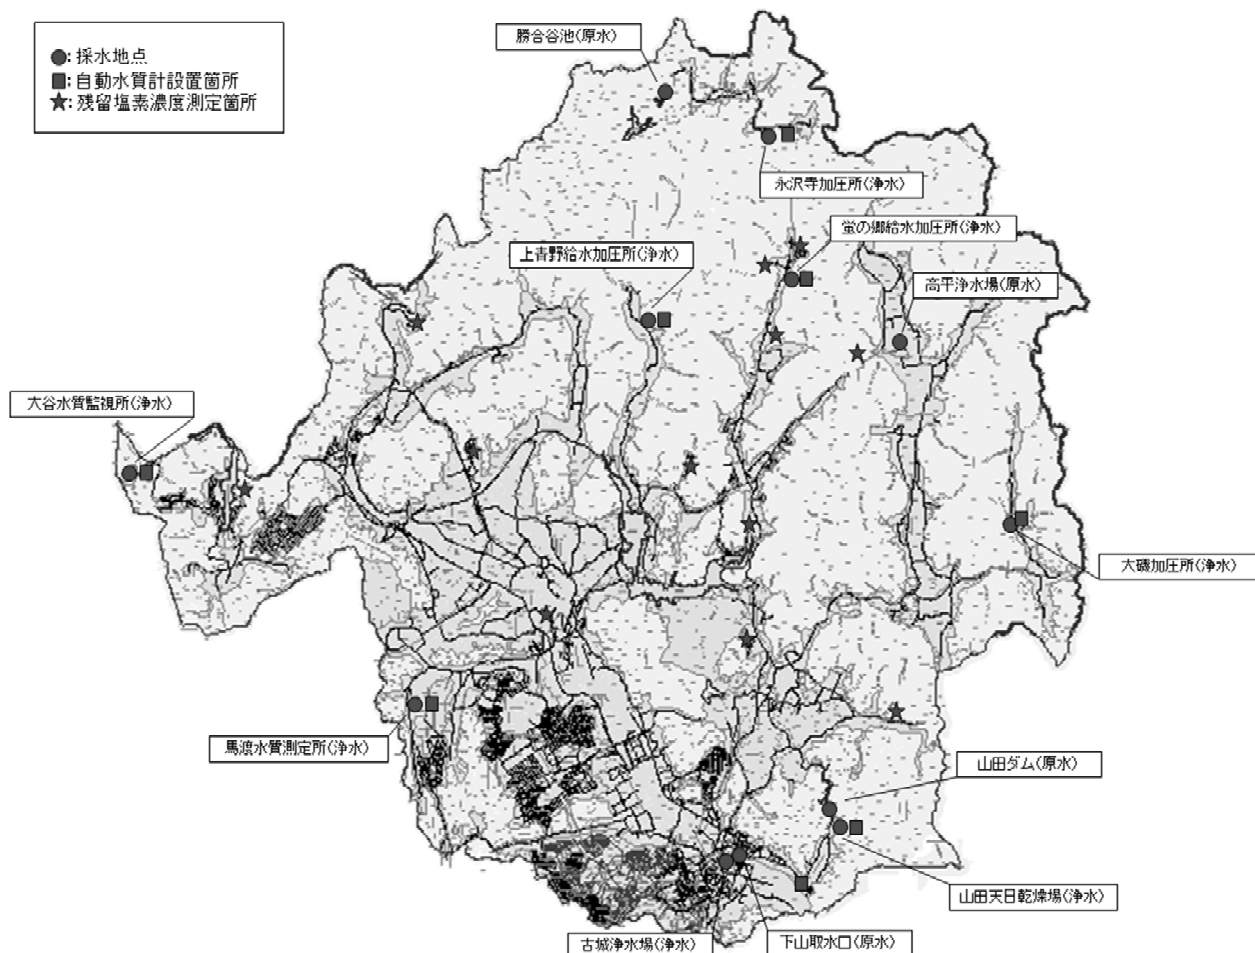 ●: 採水地点
■: 自動水質計設置箇所
★: 残留塩素濃度測定箇所
勝合谷池(原水)
永沢寺加圧所(浄水)
蛍の郷給水加圧所(浄水)
上青野給水加圧所(浄水)
高平浄水場(原水)
大谷水質監視所(浄水)
大磯加圧所(浄水)
馬渡水質測定所(浄水)
山田ダム(原水)
山田天日乾燥場(浄水)
古城浄水場(浄水)
下山取水口(原水)